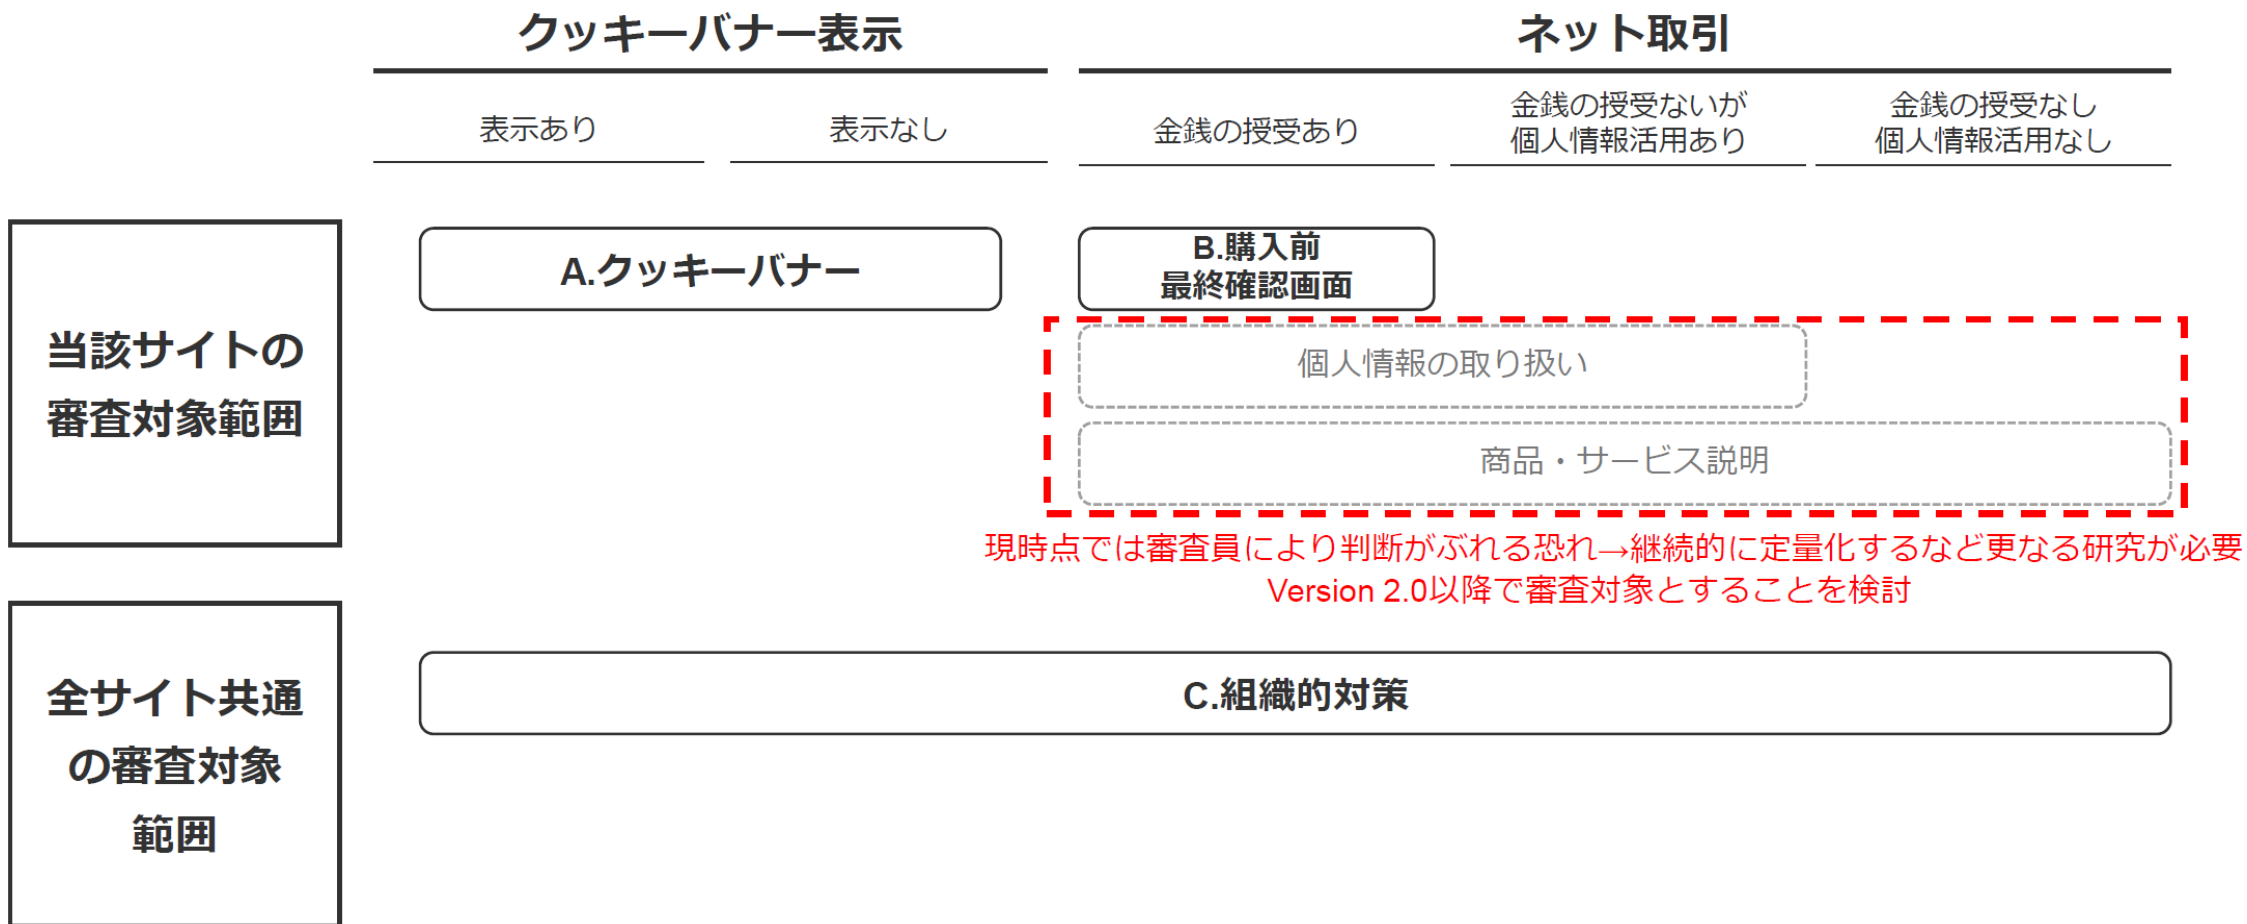 クッキーバナー表示
ネット取引
表示あり
表示なし
金銭の授受あり
金銭の授受ないが
個人情報活用あり
金銭の授受なし
個人情報活用なし
当該サイトの
審査対象範囲
A.クッキーバナー
B.購入前
最終確認画面
個人情報の取り扱い
商品・サービス説明
現時点では審査員により判断がぶれる恐れ→継続的に定量化するなど更なる研究が必要
Version 2.0以降で審査対象とすることを検討
全サイト共通
の審査対象
範囲
C.組織的対策